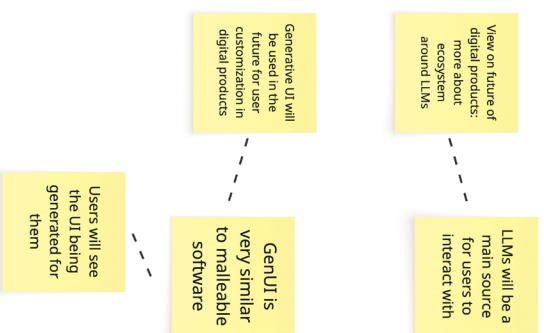 View on future of
digital products:
more about
ecosystem
around LLMs
LLMs will be a
main source
for users to
interact with
Generative UI will
be used in the
future for user
customization in
digital products
GenUI is
very similar
to malleable
software
Users will see
the UI being
generated for
them